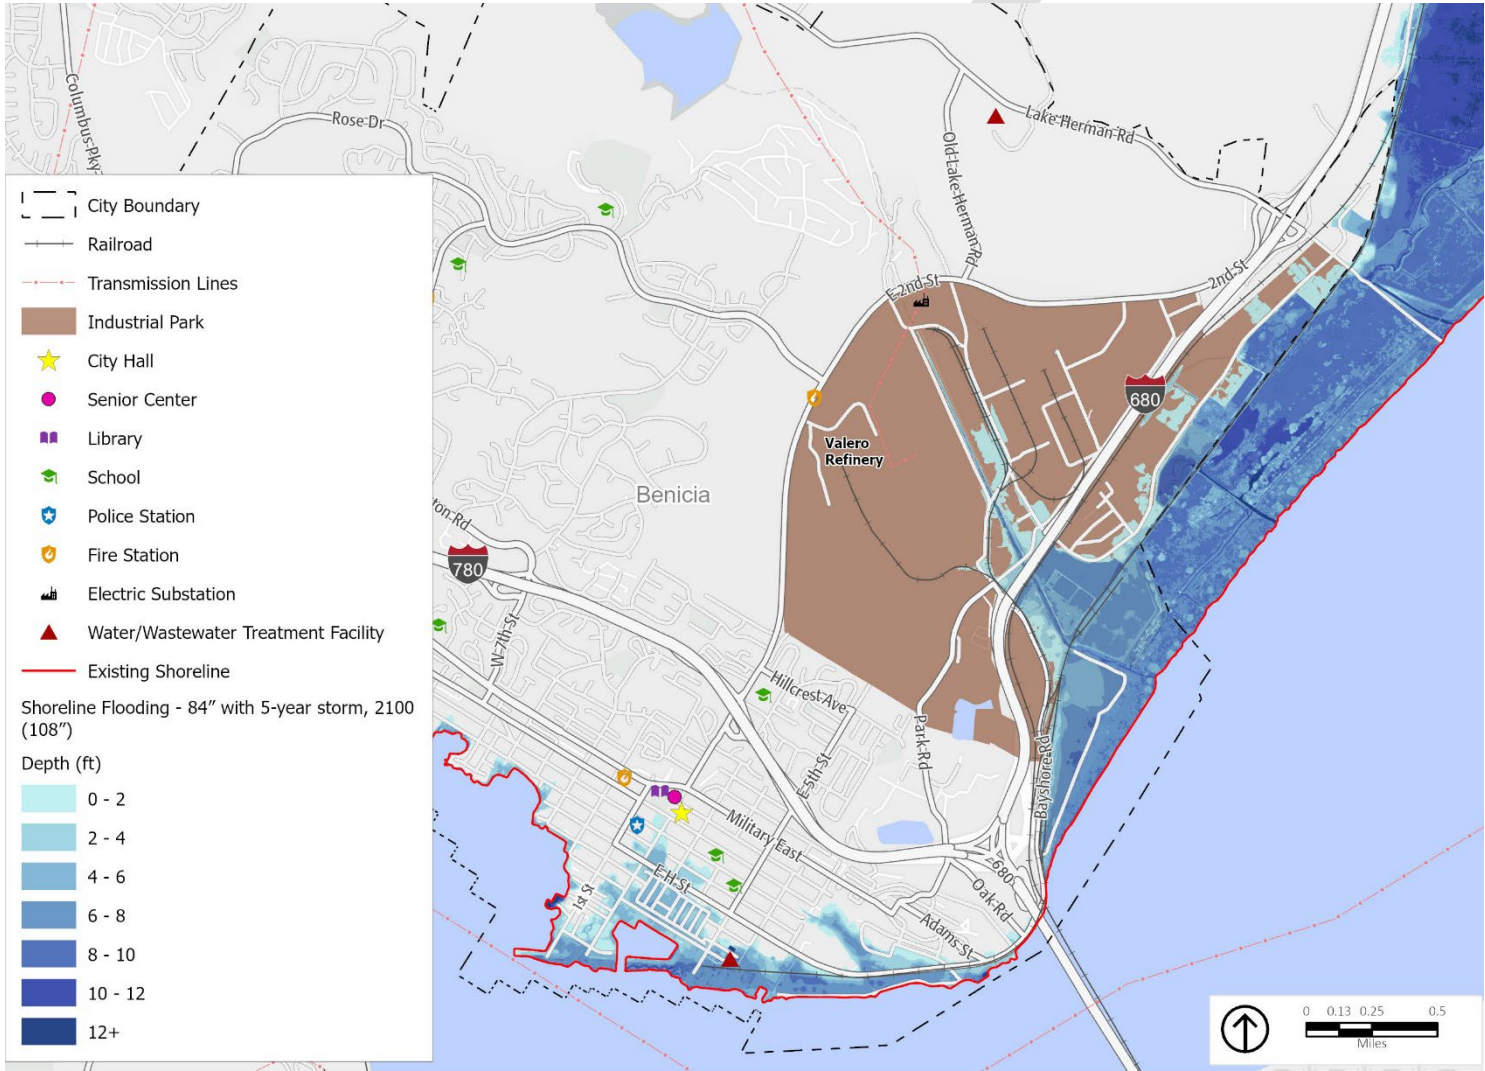 Columbus Pky
Rose Dr
Lake Herman Rd
Old Lake Herman Rd
E 2nd St
2nd St
680
Valero
Refinery
Benicia
ton Rd
780
W 7th St
Hillcrest Ave
E 5th St
Park Rd
Bayshore Rd
Military East
680
Oak Rd
Adams St
E H St
1st St
City Boundary
Railroad
Transmission Lines
Industrial Park
City Hall
Senior Center
Library
School
Police Station
Fire Station
Electric Substation
Water/Wastewater Treatment Facility
Existing Shoreline
Shoreline Flooding - 84” with 5-year storm, 2100
(108”)
Depth (ft)
0 - 2
2 - 4
4 - 6
6 - 8
8 - 10
10 - 12
12+
0 0.13 0.25 0.5
Miles